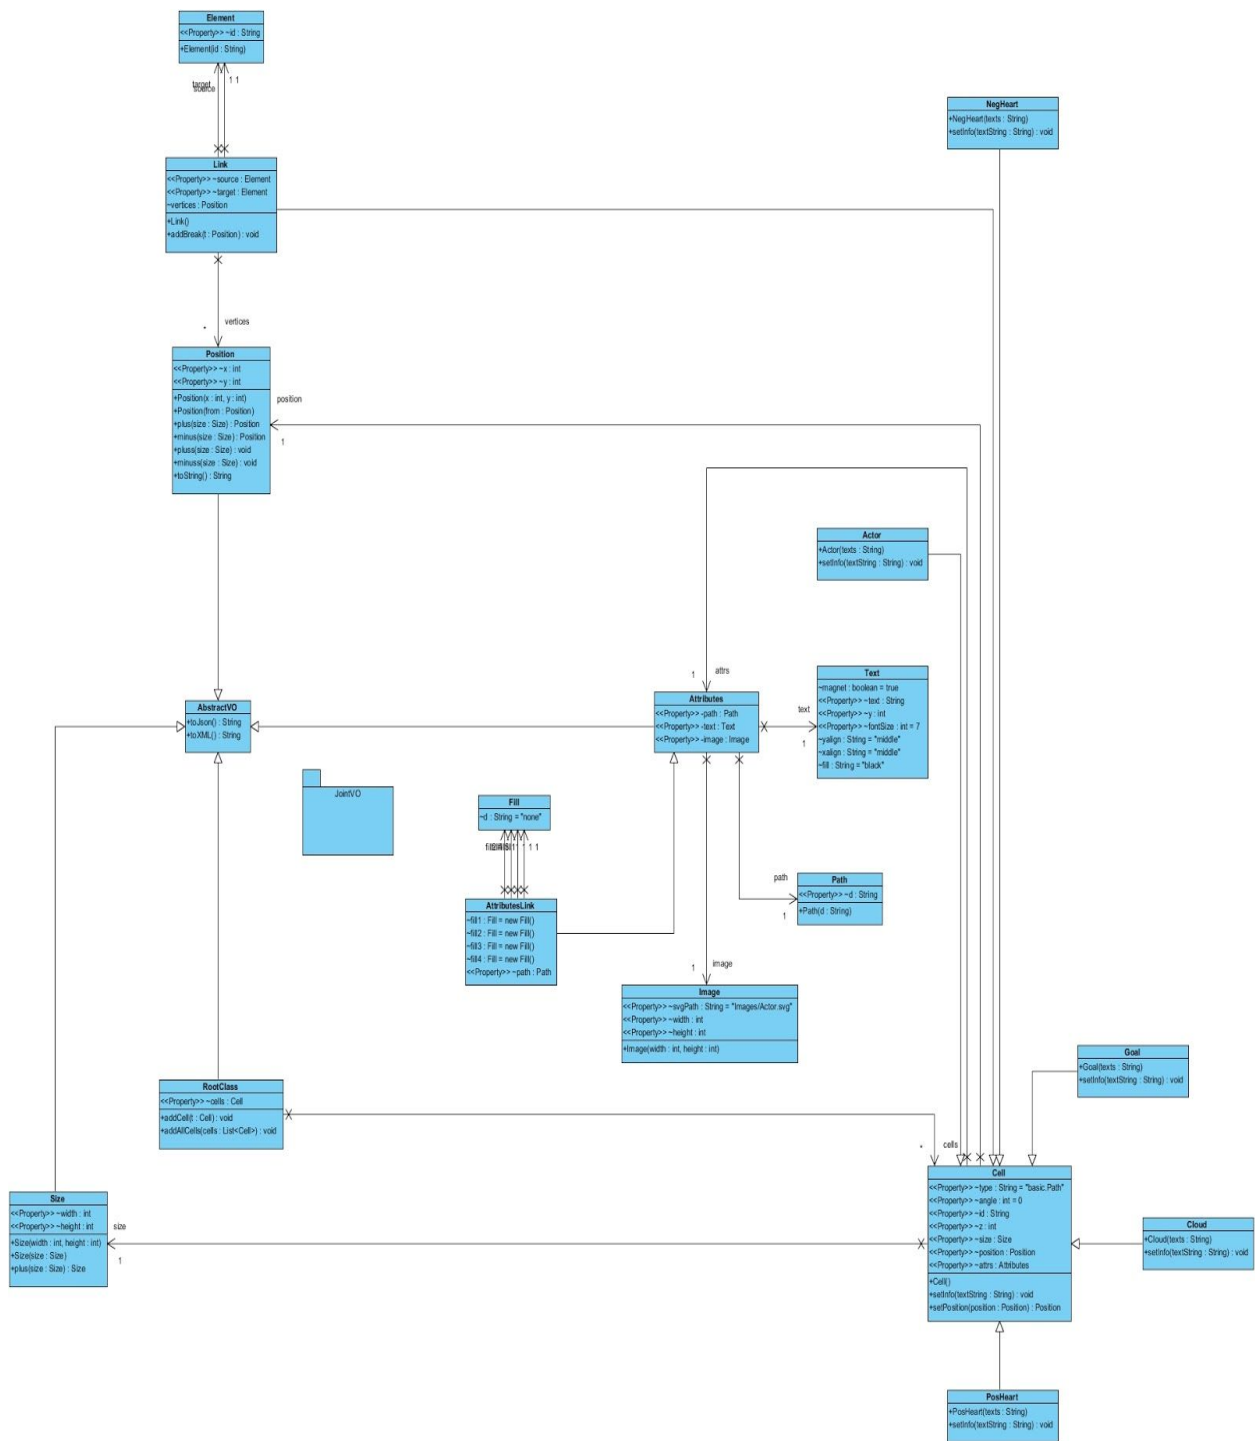 Element
<<Property>> ~id : String
+Element(id : String)
target
source
1 1
Link
<<Property>> ~source : Element
<<Property>> ~target : Element
~vertices : Position
+Link()
+addBreak(t : Position) : void
*
vertices
Position
<<Property>> ~x : int
<<Property>> ~y : int
+Position(x : int, y : int)
+Position(from : Position)
+plus(size : Size) : Position
+minus(size : Size) : Position
+pluss(size : Size) : void
+minuss(size : Size) : void
+toString() : String
position
1
NegHeart
+NegHeart(texts : String)
+setInfo(textString : String) : void
Actor
+Actor(texts : String)
+setInfo(textString : String) : void
AbstractVO
+toJson() : String
+toXML() : String
1
attrs
Attributes
<<Property>> -path : Path
<<Property>> -text : Text
<<Property>> -image : Image
text
1
Text
~magnet : boolean = true
<<Property>> ~text : String
<<Property>> ~y : int
<<Property>> ~fontSize : int = 7
~yalign : String = "middle"
~xalign : String = "middle"
~fill : String = "black"
JointVO
Fill
~d : String = "none"
1 1
AttributesLink
~fill1 : Fill = new Fill()
~fill2 : Fill = new Fill()
~fill3 : Fill = new Fill()
~fill4 : Fill = new Fill()
<<Property>> ~path : Path
path
1
Path
<<Property>> ~d : String
+Path(d : String)
1
image
Image
<<Property>> ~svgPath : String = "Images/Actor.svg"
<<Property>> ~width : int
<<Property>> ~height : int
+Image(width : int, height : int)
Goal
+Goal(texts : String)
+setInfo(textString : String) : void
RootClass
<<Property>> ~cells : Cell
+addCell(t : Cell) : void
+addAllCells(cells : List<Cell>) : void
*
cells
Cell
<<Property>> ~type : String = "basic.Path"
<<Property>> ~angle : int = 0
<<Property>> ~id : String
<<Property>> ~z : int
<<Property>> ~size : Size
<<Property>> ~position : Position
<<Property>> ~attrs : Attributes
+Cell()
+setInfo(textString : String) : void
+setPosition(position : Position) : Position
Size
<<Property>> ~width : int
<<Property>> ~height : int
+Size(width : int, height : int)
+Size(size : Size)
+plus(size : Size) : Size
size
1
Cloud
+Cloud(texts : String)
+setInfo(textString : String) : void
PosHeart
+PosHeart(texts : String)
+setInfo(textString : String) : void